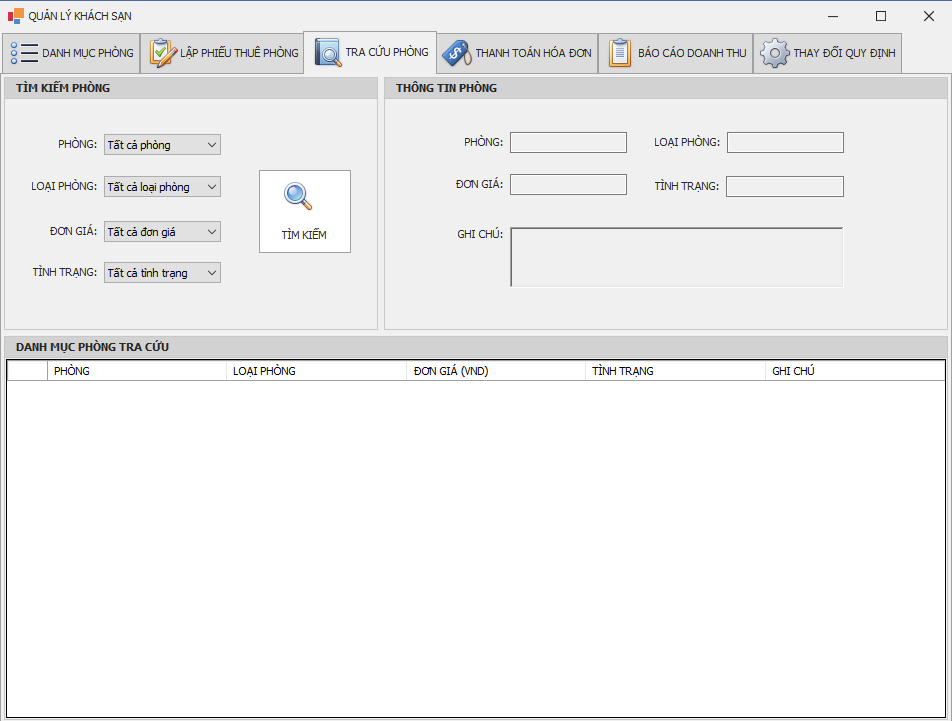 QUẢN LÝ KHÁCH SẠN
DANH MỤC PHÒNG LẬP PHIẾU THUÊ PHÒNG TRA CỨU PHÒNG THANH TOÁN HÓA ĐƠN BÁO CÁO DOANH THU THAY ĐỔI QUY ĐỊNH
TÌM KIẾM PHÒNG
PHÒNG: Tất cả phòng
LOẠI PHÒNG: Tất cả loại phòng
ĐƠN GIÁ: Tất cả đơn giá
TÌNH TRẠNG: Tất cả tình trạng
TÌM KIẾM
THÔNG TIN PHÒNG
PHÒNG: LOẠI PHÒNG:
ĐƠN GIÁ: TÌNH TRẠNG:
GHI CHÚ:
DANH MỤC PHÒNG TRA CỨU
PHÒNG LOẠI PHÒNG ĐƠN GIÁ (VND) TÌNH TRẠNG GHI CHÚ